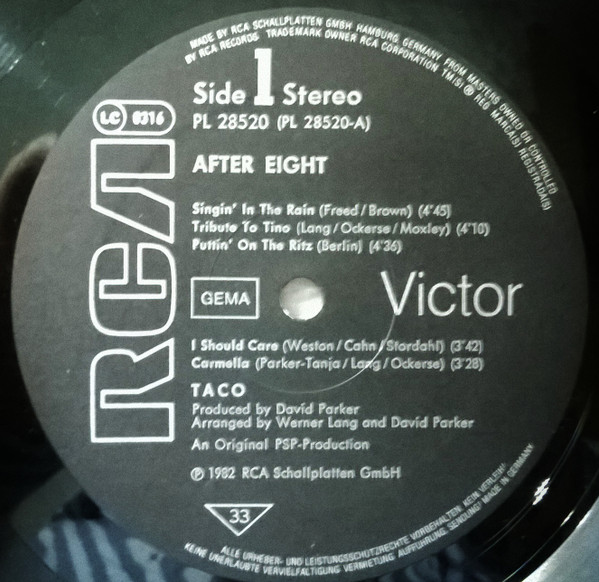 MADE BY RCA SCHALLPLATTEN GMBH HAMBURG, GERMANY FROM MASTERS OWNED OR CONTROLLED
BY RCA RECORDS TRADEMARK OWNER RCA CORPORATION TM(S) ® REG MARCA(S) REGISTRADA(S)
Side 1 Stereo
LC 0316
PL 28520 (PL 28520-A)
RCA
AFTER EIGHT
Singin' In The Rain (Freed/Brown) (4'45)
Tribute To Tino (Lang/Ockerse/Moxley) (4'10)
Puttin' On The Ritz (Berlin) (4'36)
GEMA
Victor
I Should Care (Weston/Cahn/Stordahl) (3'42)
Carmella (Parker-Tanja/Lang/Ockerse) (3'28)
TACO
Produced by David Parker
Arranged by Werner Lang and David Parker
An Original PSP-Production
℗ 1982 RCA Schallplatten GmbH
33
ALLE URHEBER- UND LEISTUNGSSCHUTZRECHTE VORBEHALTEN. KEIN VERLEIH!
KEINE UNERLAUBTE VERVIELFÄLTIGUNG, VERMIETUNG, AUFFÜHRUNG, SENDUNG! MADE IN GERMANY